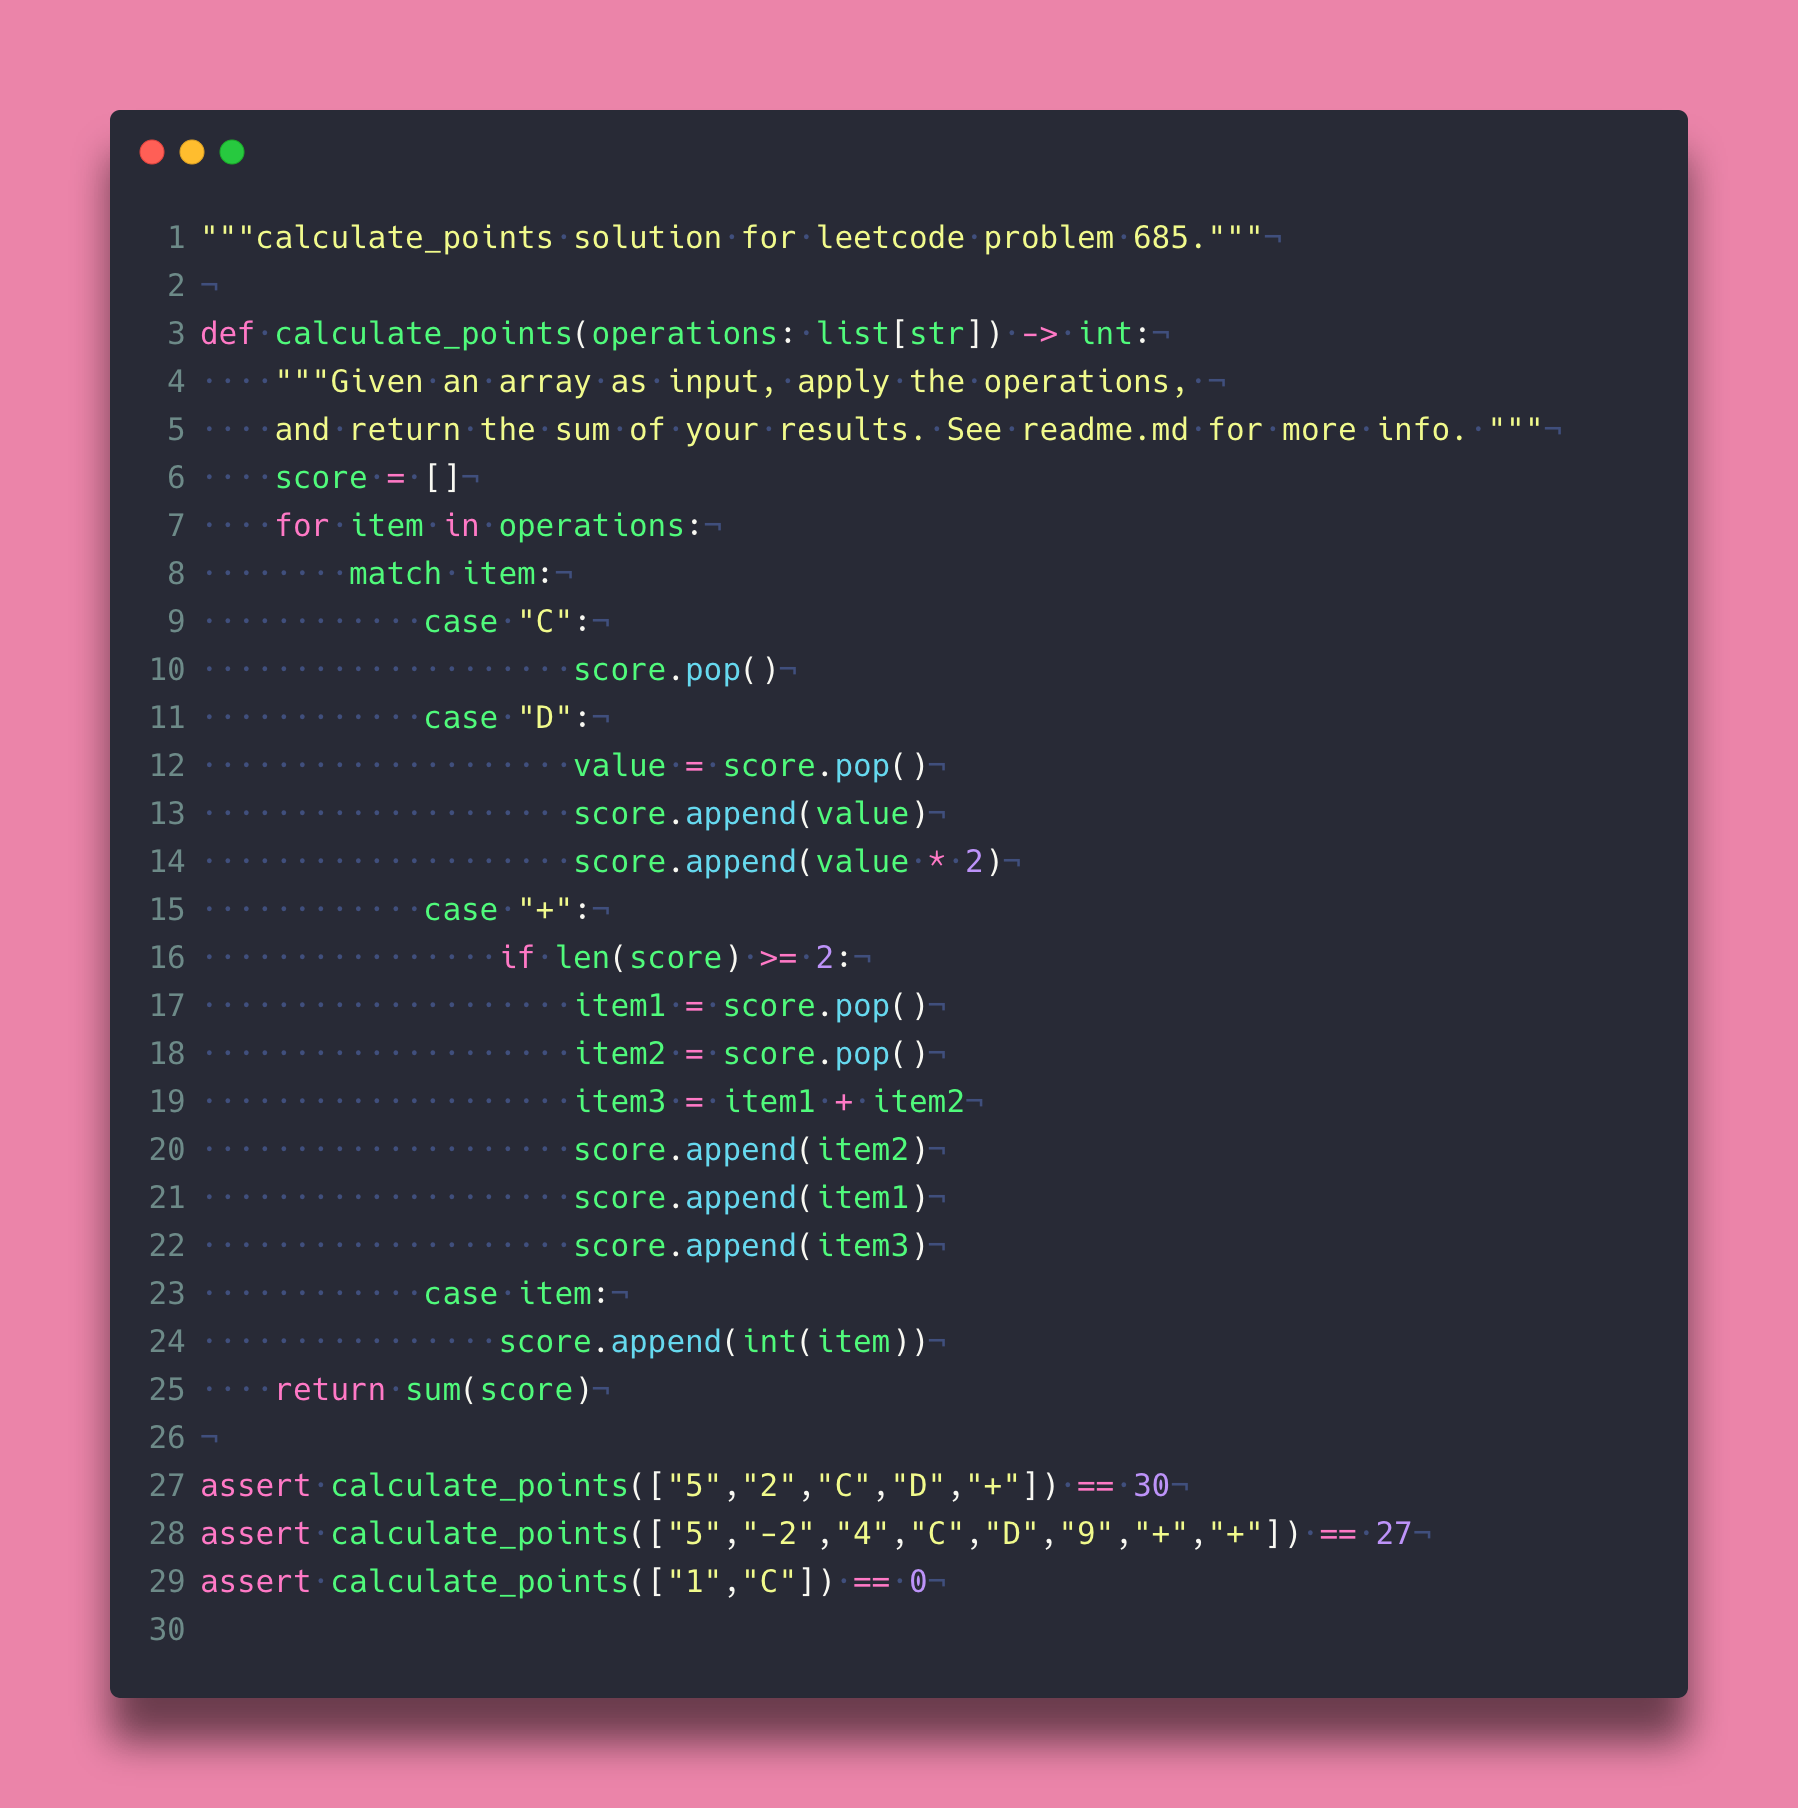 1 """calculate_points·solution·for·leetcode·problem·685."""¬
2 ¬
3 def·calculate_points(operations:·list[str])·->·int:¬
4 ····"""Given·an·array·as·input,·apply·the·operations,·¬
5 ····and·return·the·sum·of·your·results.·See·readme.md·for·more·info.·"""¬
6 ····score·=·[]¬
7 ····for·item·in·operations:¬
8 ········match·item:¬
9 ············case·"C":¬
10 ····················score.pop()¬
11 ············case·"D":¬
12 ····················value·=·score.pop()¬
13 ····················score.append(value)¬
14 ····················score.append(value·*·2)¬
15 ············case·"+":¬
16 ················if·len(score)·>=·2:¬
17 ····················item1·=·score.pop()¬
18 ····················item2·=·score.pop()¬
19 ····················item3·=·item1·+·item2¬
20 ····················score.append(item2)¬
21 ····················score.append(item1)¬
22 ····················score.append(item3)¬
23 ············case·item:¬
24 ················score.append(int(item))¬
25 ····return·sum(score)¬
26 ¬
27 assert·calculate_points(["5","2","C","D","+"])·==·30¬
28 assert·calculate_points(["5","-2","4","C","D","9","+","+"])·==·27¬
29 assert·calculate_points(["1","C"])·==·0¬
30